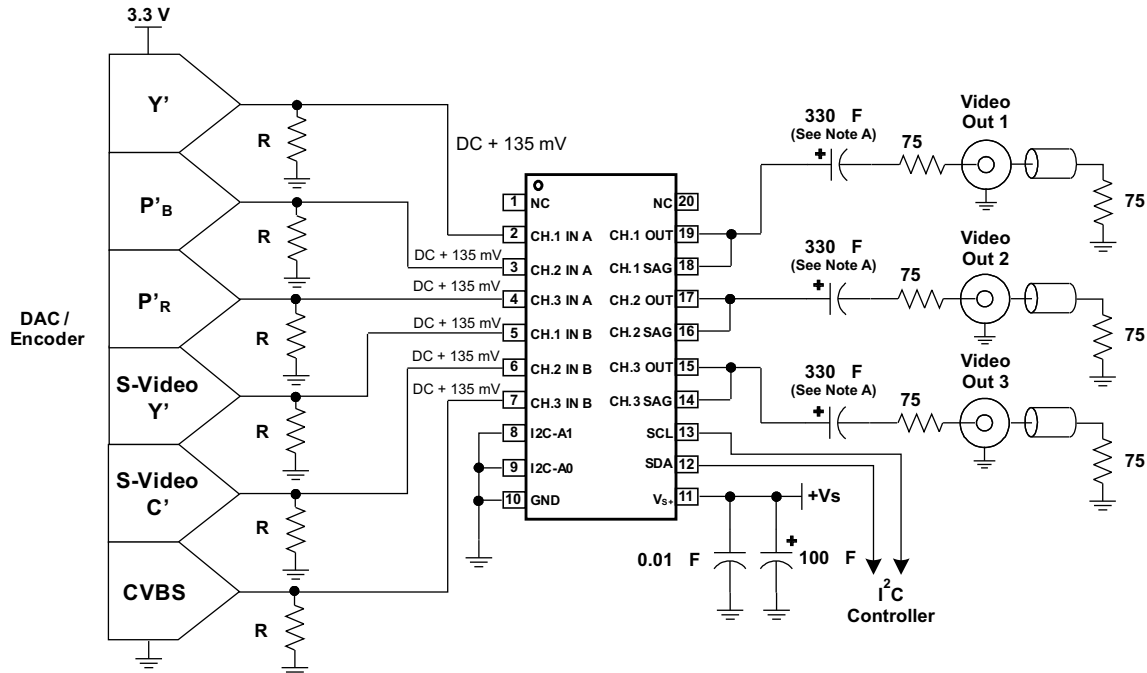 3.3 V
DAC / Encoder
Y'
P'B
P'R
S-Video Y'
S-Video C'
CVBS
R
R
R
R
R
R
DC + 135 mV
DC + 135 mV
DC + 135 mV
DC + 135 mV
DC + 135 mV
DC + 135 mV
1 NC
2 CH.1 IN A
3 CH.2 IN A
4 CH.3 IN A
5 CH.1 IN B
6 CH.2 IN B
7 CH.3 IN B
8 I2C-A1
9 I2C-A0
10 GND
NC 20
CH.1 OUT 19
CH.1 SAG 18
CH.2 OUT 17
CH.2 SAG 16
CH.3 OUT 15
CH.3 SAG 14
SCL 13
SDA 12
VS+ 11
330 F
(See Note A)
75
Video Out 1
75
330 F
(See Note A)
75
Video Out 2
75
330 F
(See Note A)
75
Video Out 3
75
+Vs
+
+
+
+
0.01 F
100 F
I2C
Controller